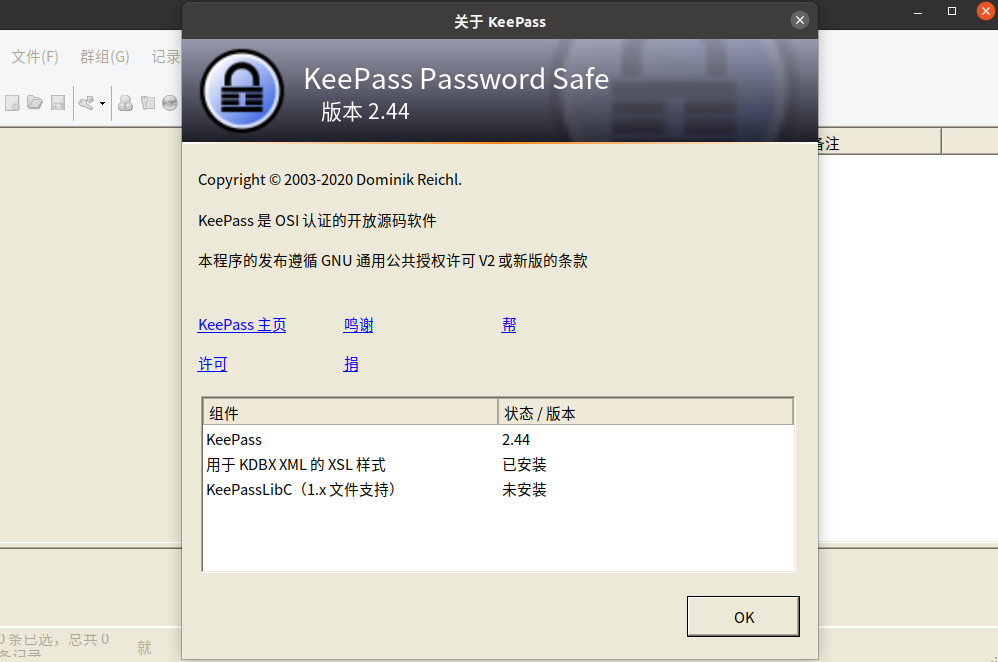 关于 KeePass
文件(F) 群组(G) 记录
KeePass Password Safe
版本 2.44
备注
Copyright © 2003-2020 Dominik Reichl.
KeePass 是 OSI 认证的开放源码软件
本程序的发布遵循 GNU 通用公共授权许可 V2 或新版的条款
KeePass 主页 鸣谢 帮
许可 捐
组件 状态 / 版本
KeePass 2.44
用于 KDBX XML 的 XSL 样式 已安装
KeePassLibC（1.x 文件支持） 未安装
OK
0 条已选，总共 0
条记录
就